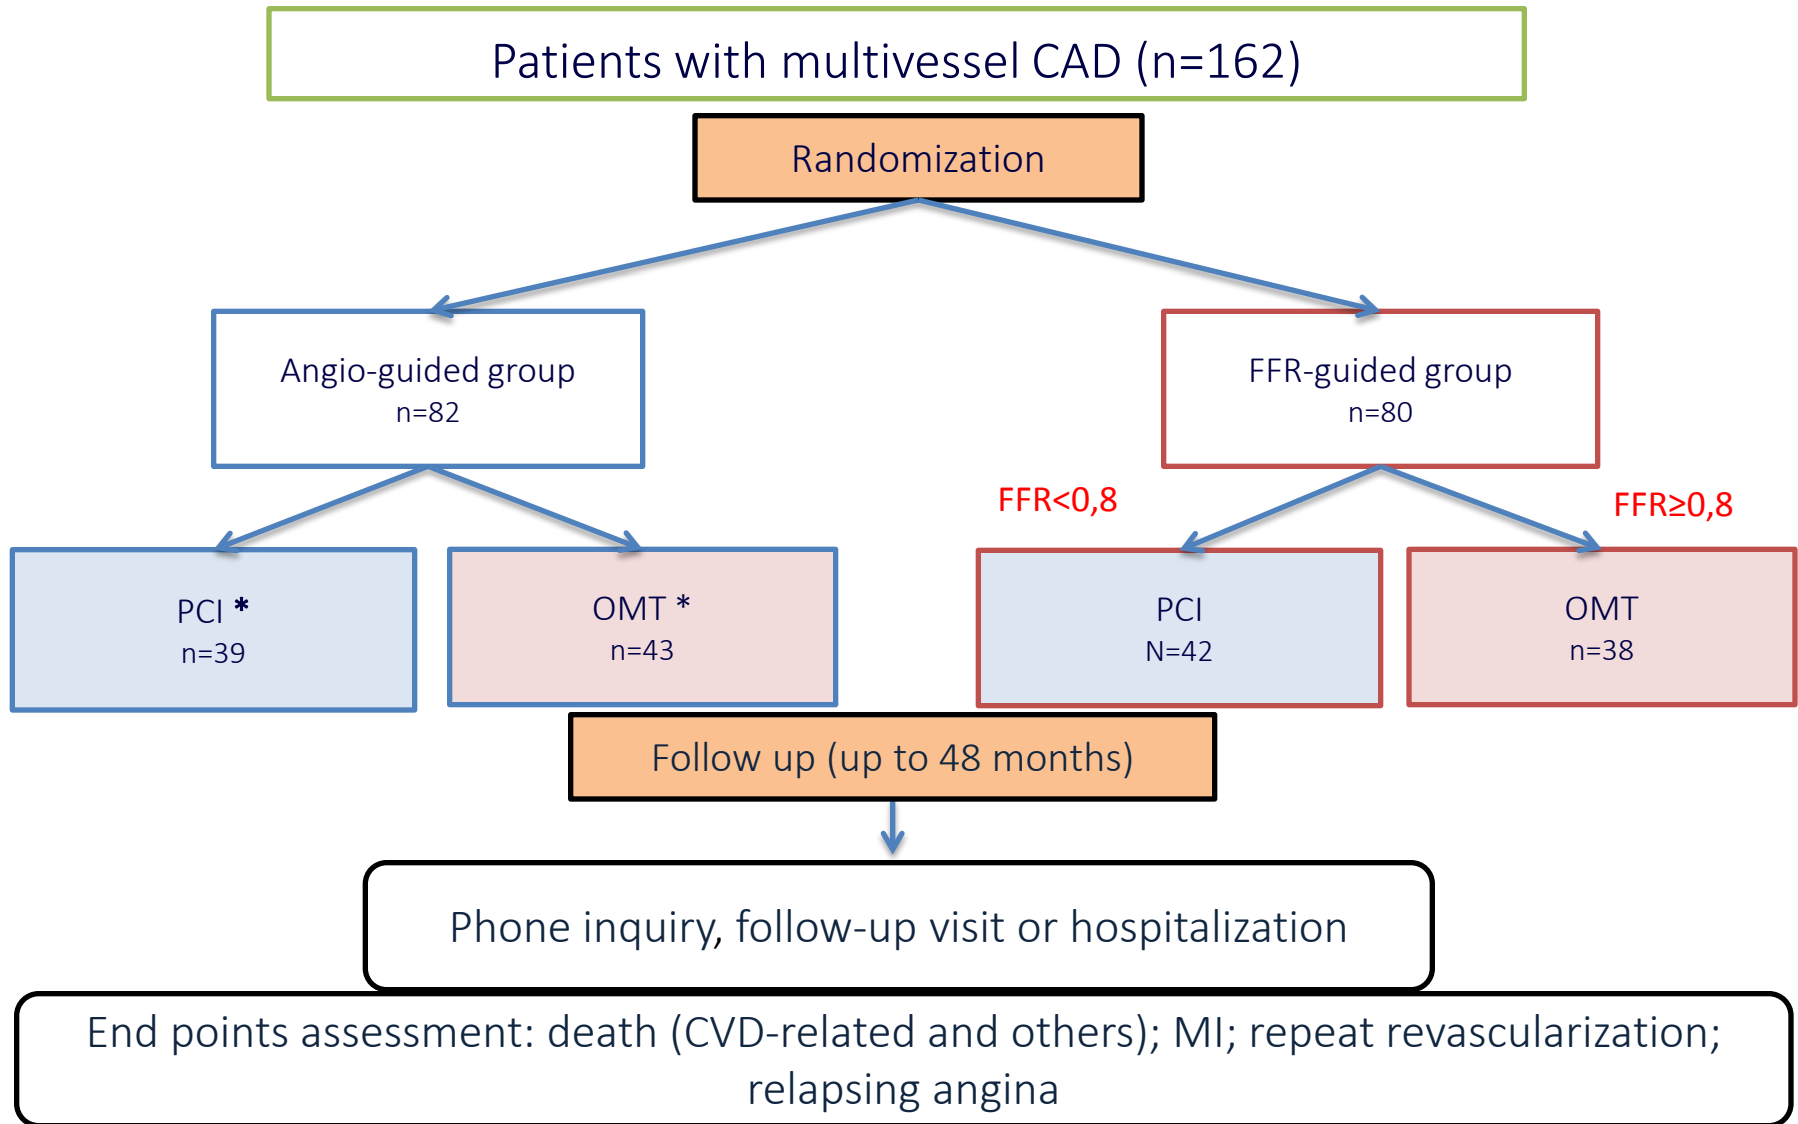 Patients with multivessel CAD (n=162)
Randomization
Angio-guided group
n=82
FFR-guided group
n=80
FFR<0,8
FFR≥0,8
PCI *
n=39
OMT *
n=43
PCI
N=42
OMT
n=38
Follow up (up to 48 months)
Phone inquiry, follow-up visit or hospitalization
End points assessment: death (CVD-related and others); MI; repeat revascularization;
relapsing angina